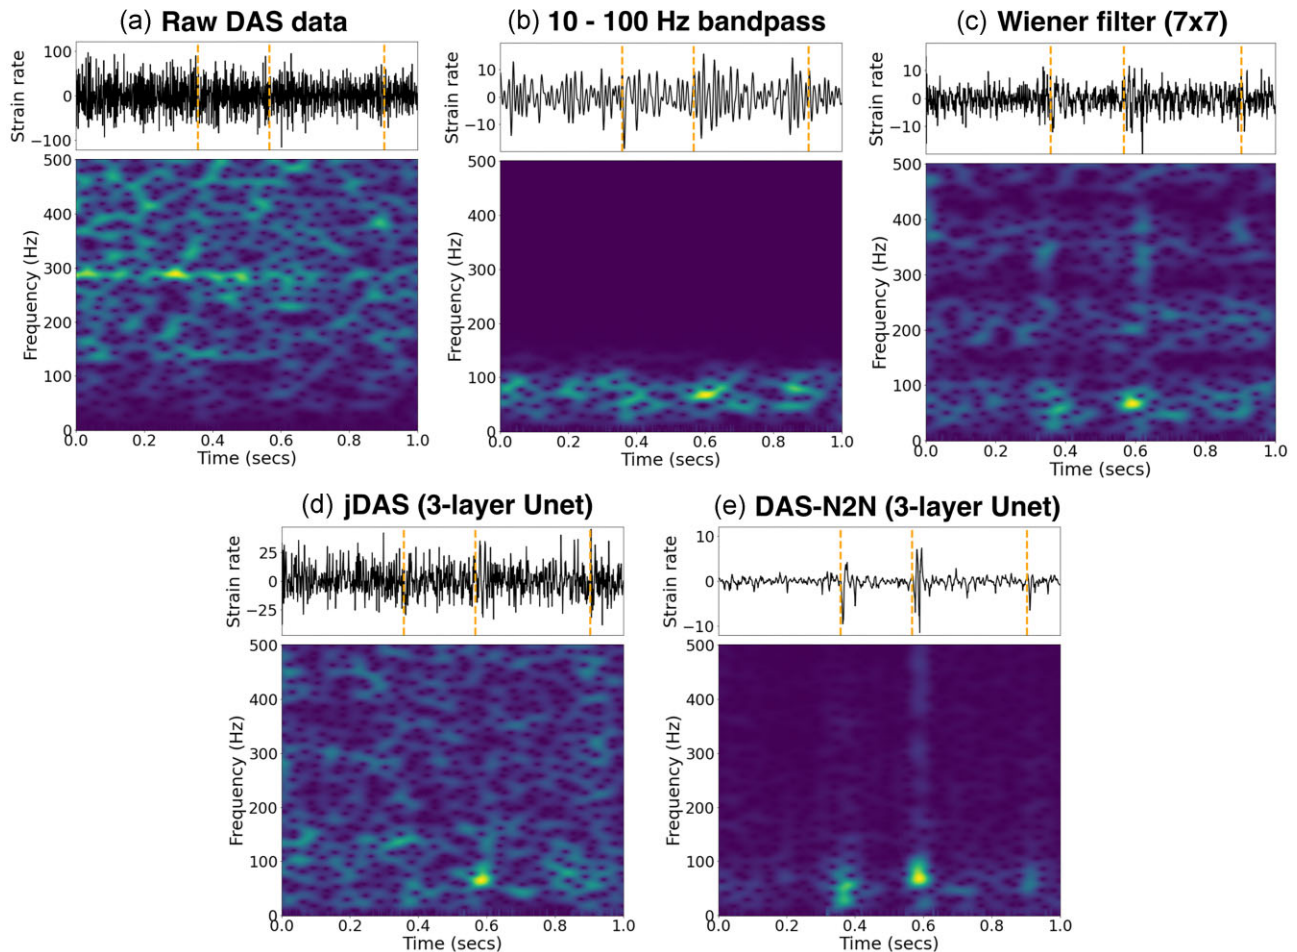 (a) Raw DAS data
(b) 10 - 100 Hz bandpass
(c) Wiener filter (7x7)
Strain rate
100
0
−100
Frequency (Hz)
500
400
300
200
100
0
0.0 0.2 0.4 0.6 0.8 1.0
Time (secs)
Strain rate
10
0
−10
Frequency (Hz)
500
400
300
200
100
0
0.0 0.2 0.4 0.6 0.8 1.0
Time (secs)
Strain rate
10
0
−10
Frequency (Hz)
500
400
300
200
100
0
0.0 0.2 0.4 0.6 0.8 1.0
Time (secs)
(d) jDAS (3-layer Unet)
(e) DAS-N2N (3-layer Unet)
Strain rate
25
0
−25
Frequency (Hz)
500
400
300
200
100
0
0.0 0.2 0.4 0.6 0.8 1.0
Time (secs)
Strain rate
10
0
−10
Frequency (Hz)
500
400
300
200
100
0
0.0 0.2 0.4 0.6 0.8 1.0
Time (secs)